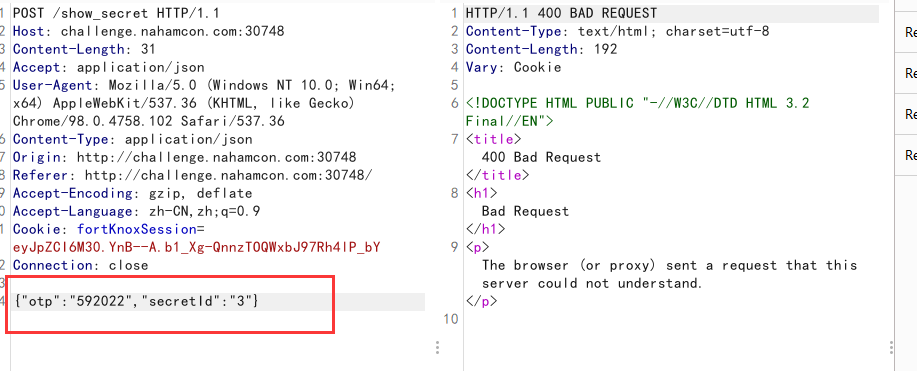 1 POST /show_secret HTTP/1.1
2 Host: challenge.nahamcon.com:30748
3 Content-Length: 31
4 Accept: application/json
5 User-Agent: Mozilla/5.0 (Windows NT 10.0; Win64;
x64) AppleWebKit/537.36 (KHTML, like Gecko)
Chrome/98.0.4758.102 Safari/537.36
6 Content-Type: application/json
7 Origin: http://challenge.nahamcon.com:30748
8 Referer: http://challenge.nahamcon.com:30748/
9 Accept-Encoding: gzip, deflate
0 Accept-Language: zh-CN,zh;q=0.9
1 Cookie: fortKnoxSession=
eyJpZCI6M30.YnB--A.b1_Xg-QnnzTOQWxbJ97Rh4lP_bY
2 Connection: close
3
4 {"otp":"592022","secretId":"3"}
1 HTTP/1.1 400 BAD REQUEST
2 Content-Type: text/html; charset=utf-8
3 Content-Length: 192
4 Vary: Cookie
5
6 <!DOCTYPE HTML PUBLIC "-//W3C//DTD HTML 3.2
Final//EN">
7 <title>
400 Bad Request
</title>
8 <h1>
Bad Request
</h1>
9 <p>
The browser (or proxy) sent a request that this
server could not understand.
</p>
10
Re
Re
Re
Re